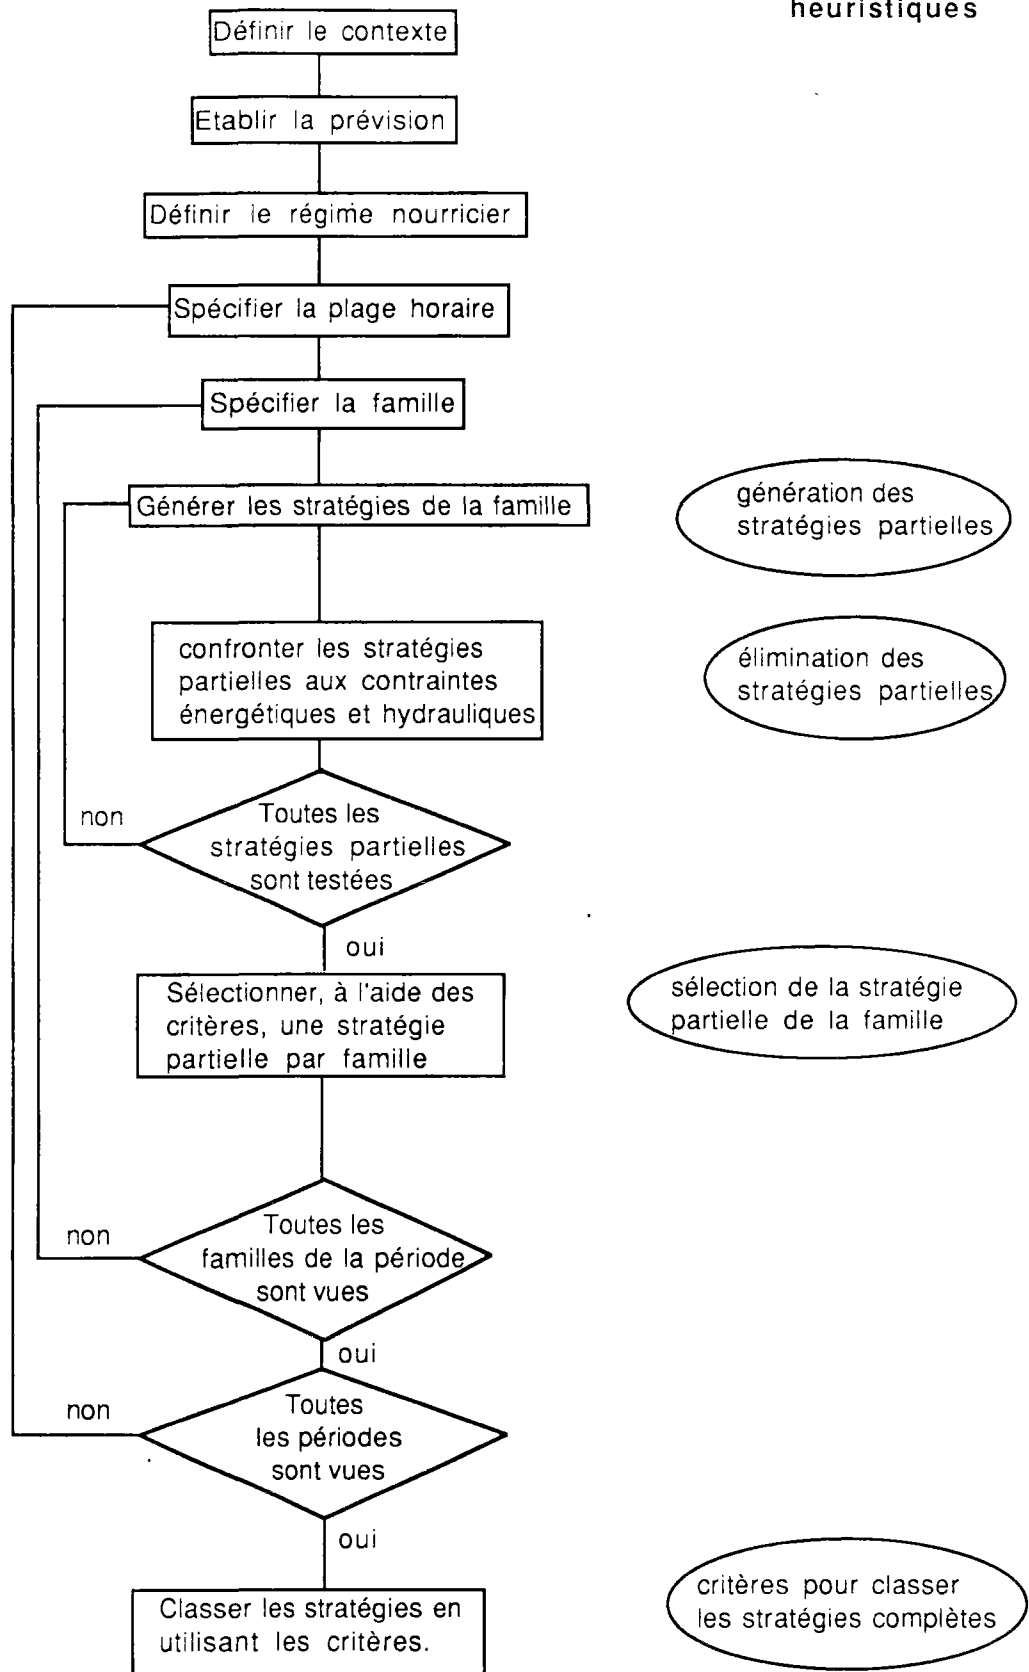 heuristiques
Définir le contexte
Etablir la prévision
Définir le régime nourricier
Spécifier la plage horaire
Spécifier la famille
Générer les stratégies de la famille
génération des
stratégies partielles
confronter les stratégies
partielles aux contraintes
énergétiques et hydrauliques
élimination des
stratégies partielles
non
Toutes les
stratégies partielles
sont testées
oui
Sélectionner, à l'aide des
critères, une stratégie
partielle par famille
sélection de la stratégie
partielle de la famille
non
Toutes les
familles de la période
sont vues
oui
non
Toutes
les périodes
sont vues
oui
Classer les stratégies en
utilisant les critères.
critères pour classer
les stratégies complètes